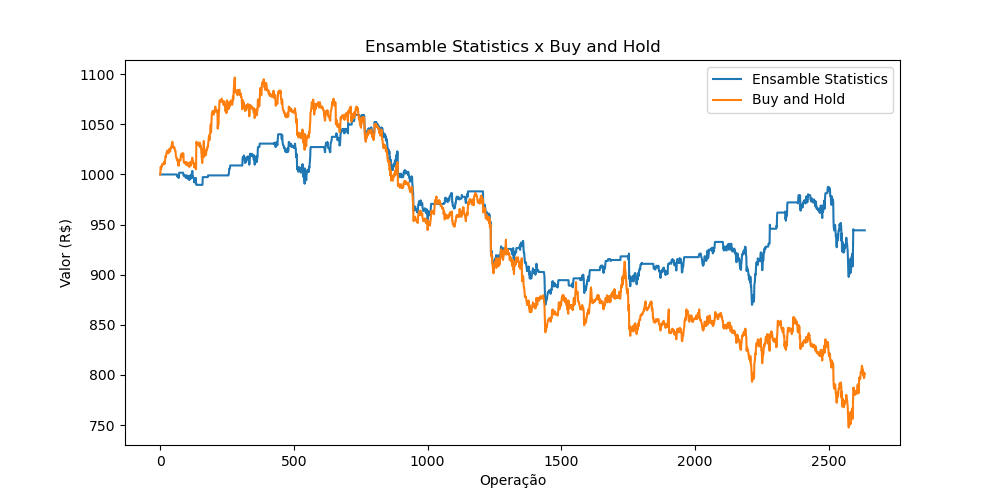 Ensamble Statistics x Buy and Hold
Ensamble Statistics
Buy and Hold
Valor (R$)
1100
1050
1000
950
900
850
800
750
0 500 1000 1500 2000 2500
Operação